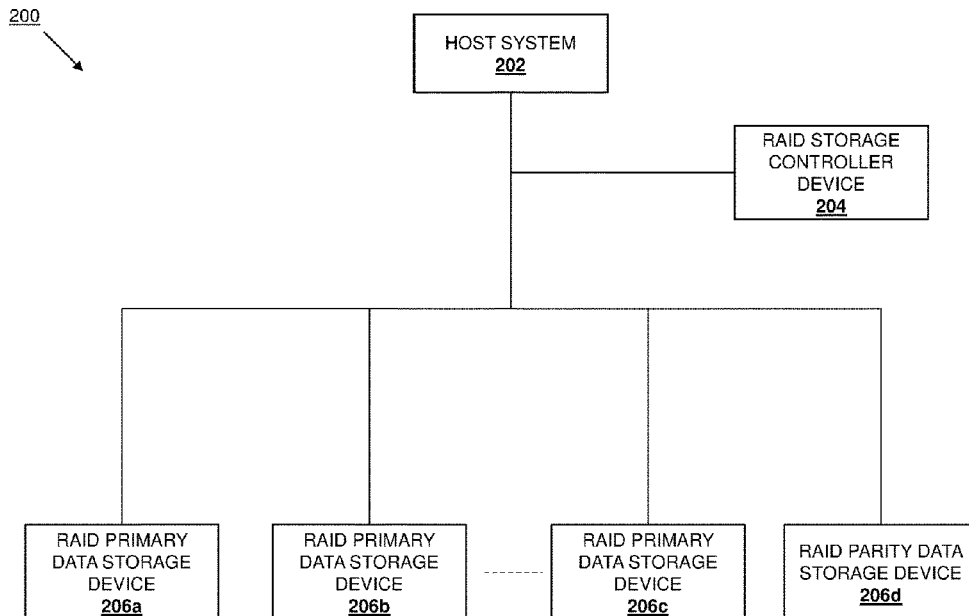 200
HOST SYSTEM
202
RAID STORAGE
CONTROLLER
DEVICE
204
RAID PRIMARY
DATA STORAGE
DEVICE
206a
RAID PRIMARY
DATA STORAGE
DEVICE
206b
RAID PRIMARY
DATA STORAGE
DEVICE
206c
RAID PARITY DATA
STORAGE DEVICE
206d